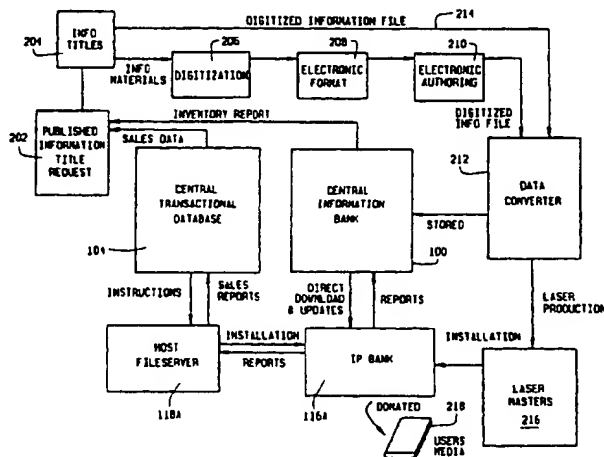 DIGITIZED INFORMATION FILE
214
INFO
TITLES
204
INFO
MATERIALS
206
DIGITIZATION
208
ELECTRONIC
FORMAT
210
ELECTRONIC
AUTHORING
INVENTORY REPORT
SALES DATA
202
PUBLISHED
INFORMATION
TITLE
REQUEST
DIGITIZED
INFO FILE
212
DATA
CONVERTER
CENTRAL
TRANSACTIONAL
DATABASE
104
CENTRAL
INFORMATION
BANK
100
STORED
INSTRUCTIONS
SALES
REPORTS
DIRECT
DOWNLOAD
& UPDATES
REPORTS
LASER
PRODUCTION
HOST
FILESERVER
118A
INSTALLATION
REPORTS
IP BANK
116A
INSTALLATION
LASER
MASTERS
216
DONATED
218
USERS
MEDIA